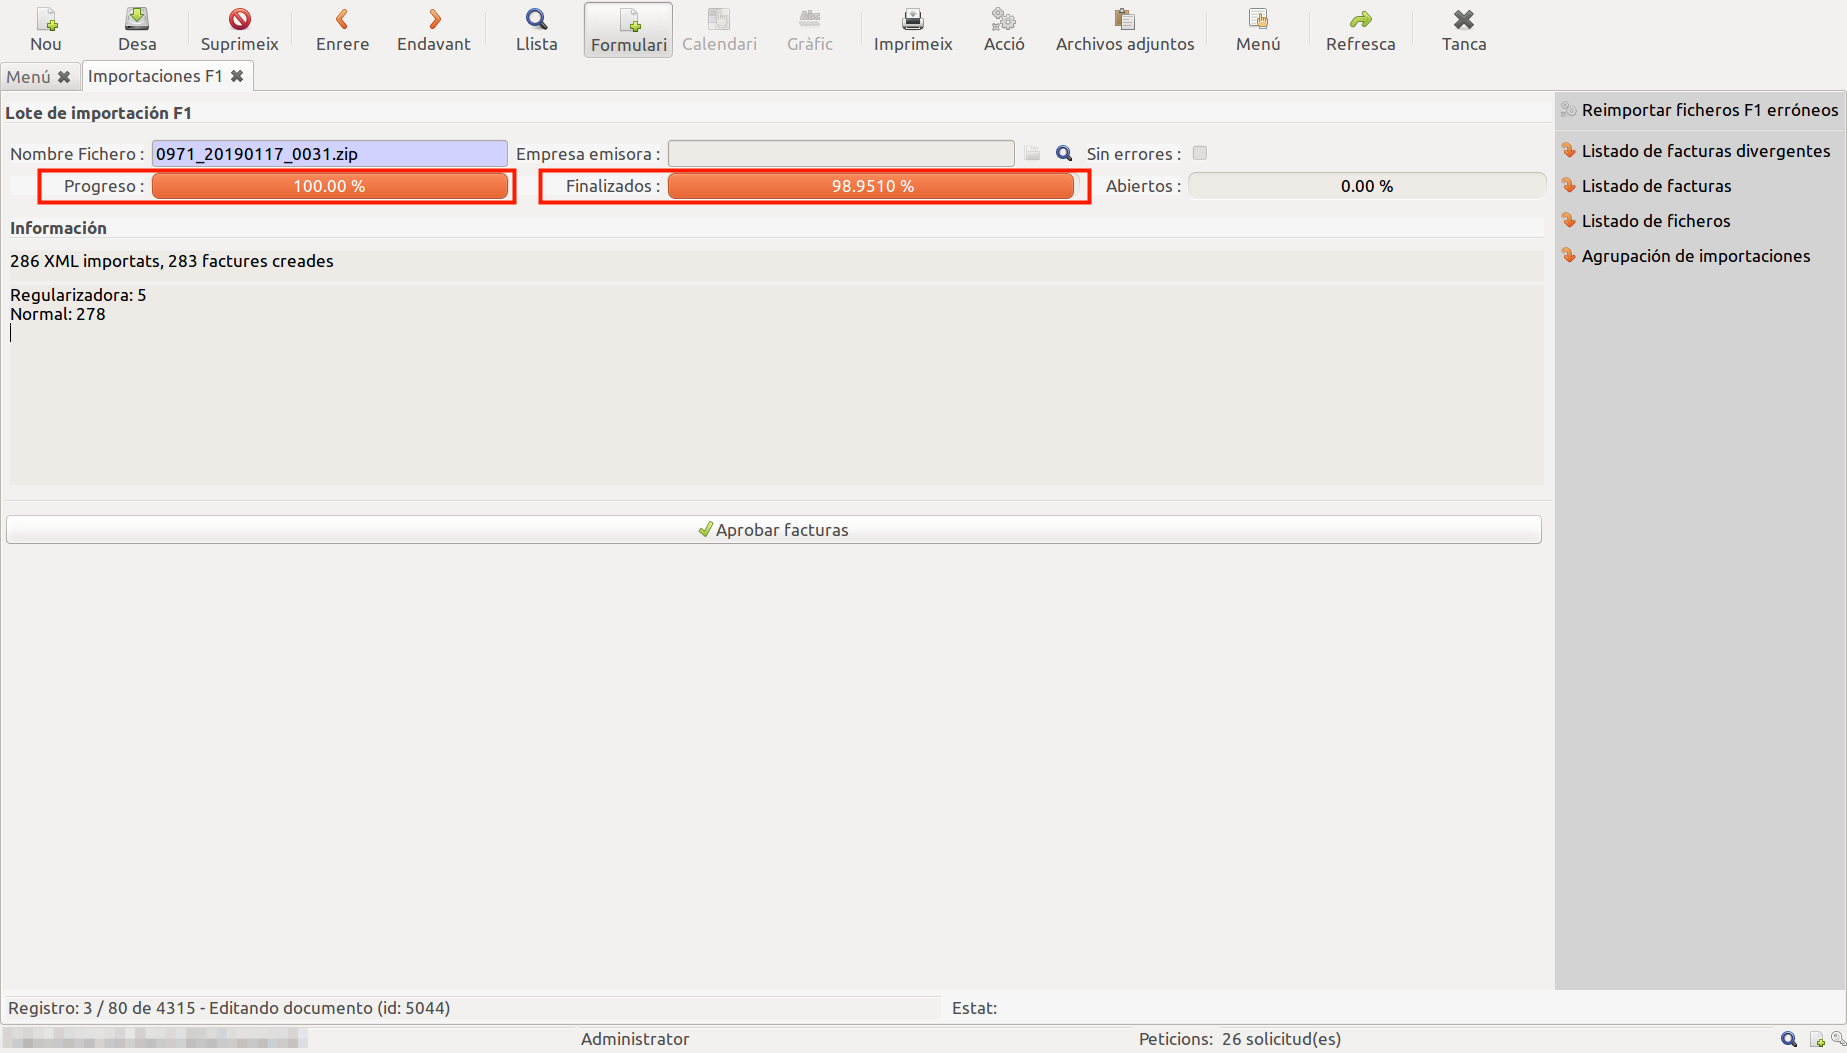 Nou Desa Suprimeix Enrere Endavant Llista Formulari Calendari Abc Gràfic Imprimeix Acció Archivos adjuntos Menú Refresca Tanca
Menú Importaciones F1
Lote de importación F1
Nombre Fichero : 0971_20190117_0031.zip Empresa emisora : Sin errores :
Progreso : 100.00 % Finalizados : 98.9510 % Abiertos : 0.00 %
Información
286 XML importats, 283 factures creades
Regularizadora: 5
Normal: 278
Aprobar facturas
Reimportar ficheros F1 erróneos
Listado de facturas divergentes
Listado de facturas
Listado de ficheros
Agrupación de importaciones
Registro: 3 / 80 de 4315 - Editando documento (id: 5044) Estat:
Administrator Peticions: 26 solicitud(es)